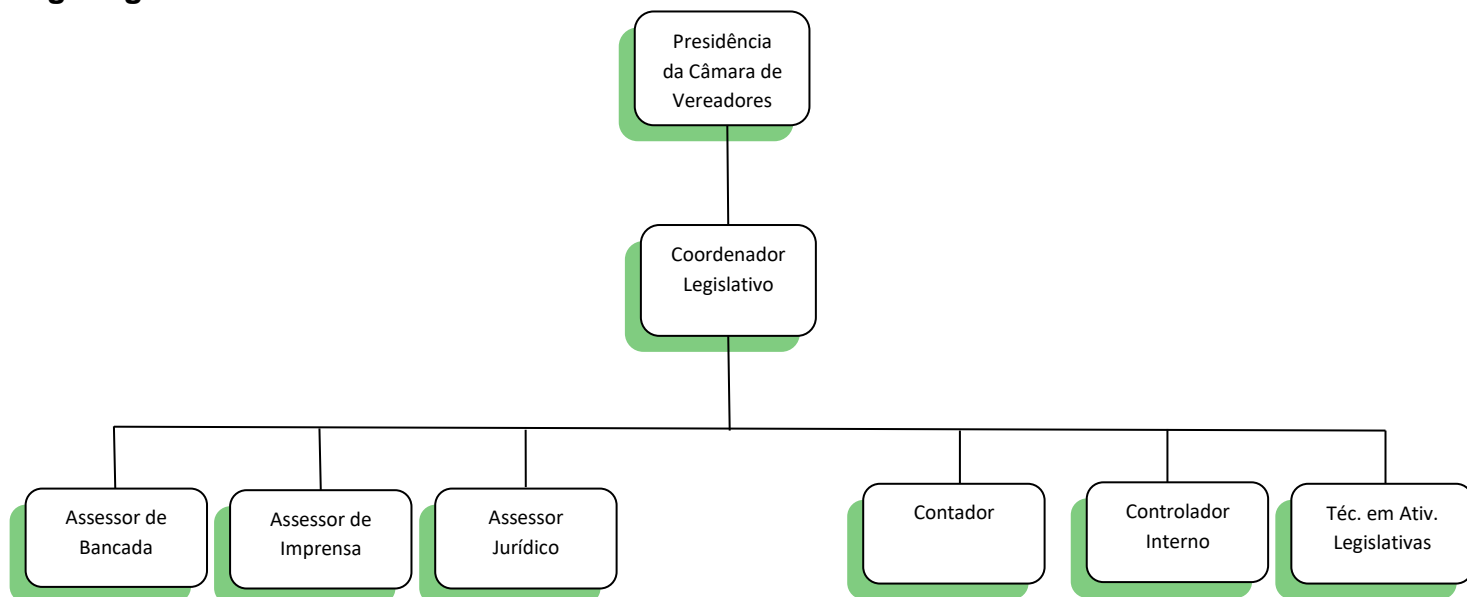 Presidência
da Câmara de
Vereadores
Coordenador
Legislativo
Assessor de
Bancada
Assessor de
Imprensa
Assessor
Jurídico
Contador
Controlador
Interno
Téc. em Ativ.
Legislativas